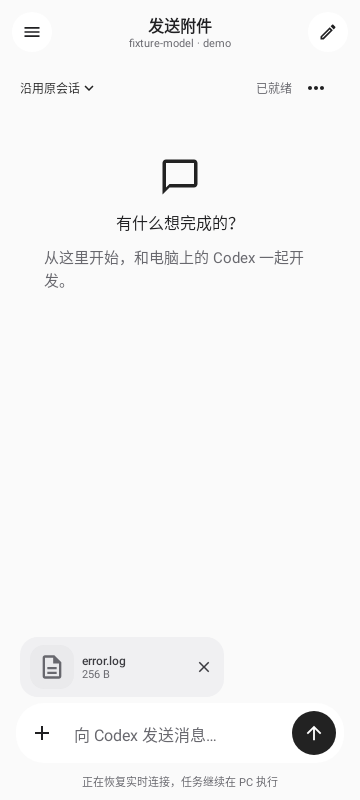 发送附件
fixture-model · demo
沿用原会话
已就绪
有什么想完成的？
从这里开始，和电脑上的 Codex 一起开
发。
error.log
256 B
向 Codex 发送消息…
正在恢复实时连接，任务继续在 PC 执行